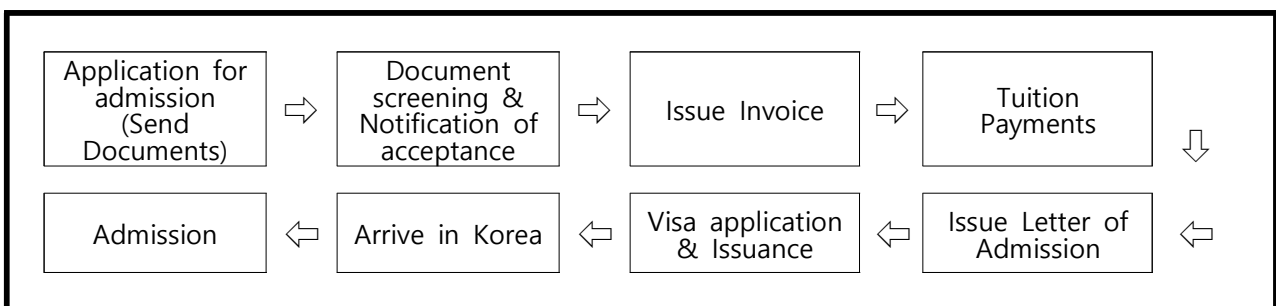 Application for
admission
(Send
Documents)
⇨
Document
screening &
Notification of
acceptance
⇨
Issue Invoice
⇨
Tuition
Payments
⇩
⇦
Issue Letter of
Admission
⇦
Visa application
& Issuance
⇦
Arrive in Korea
⇦
Admission